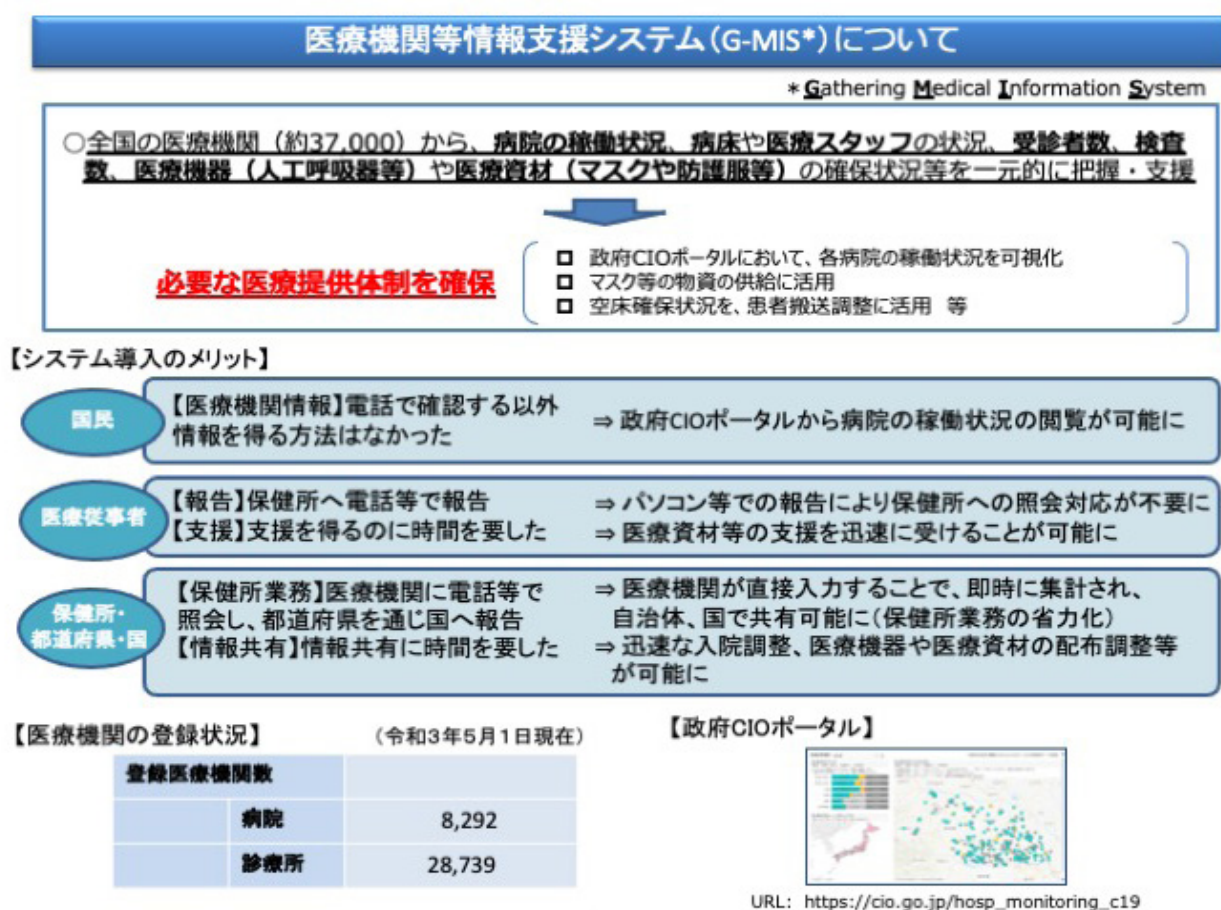 医療機関等情報支援システム(G-MIS*)について
*Gathering Medical Information System
○全国の医療機関（約37,000）から、病院の稼働状況、病床や医療スタッフの状況、受診者数、検査
数、医療機器（人工呼吸器等）や医療資材（マスクや防護服等）の確保状況等を一元的に把握・支援
必要な医療提供体制を確保
政府CIOポータルにおいて、各病院の稼働状況を可視化
マスク等の物資の供給に活用
空床確保状況を、患者搬送調整に活用 等
【システム導入のメリット】
国民
【医療機関情報】電話で確認する以外
情報を得る方法はなかった
⇒ 政府CIOポータルから病院の稼働状況の閲覧が可能に
医療従事者
【報告】保健所へ電話等で報告
【支援】支援を得るのに時間を要した
⇒ パソコン等での報告により保健所への照会対応が不要に
⇒ 医療資材等の支援を迅速に受けることが可能に
保健所・
都道府県・国
【保健所業務】医療機関に電話等で
照会し、都道府県を通じ国へ報告
【情報共有】情報共有に時間を要した
⇒ 医療機関が直接入力することで、即時に集計され、
自治体、国で共有可能に（保健所業務の省力化）
⇒ 迅速な入院調整、医療機器や医療資材の配布調整等
が可能に
【医療機関の登録状況】 （令和3年5月1日現在）
登録医療機関数
病院 8,292
診療所 28,739
【政府CIOポータル】
URL: https://cio.go.jp/hosp_monitoring_c19